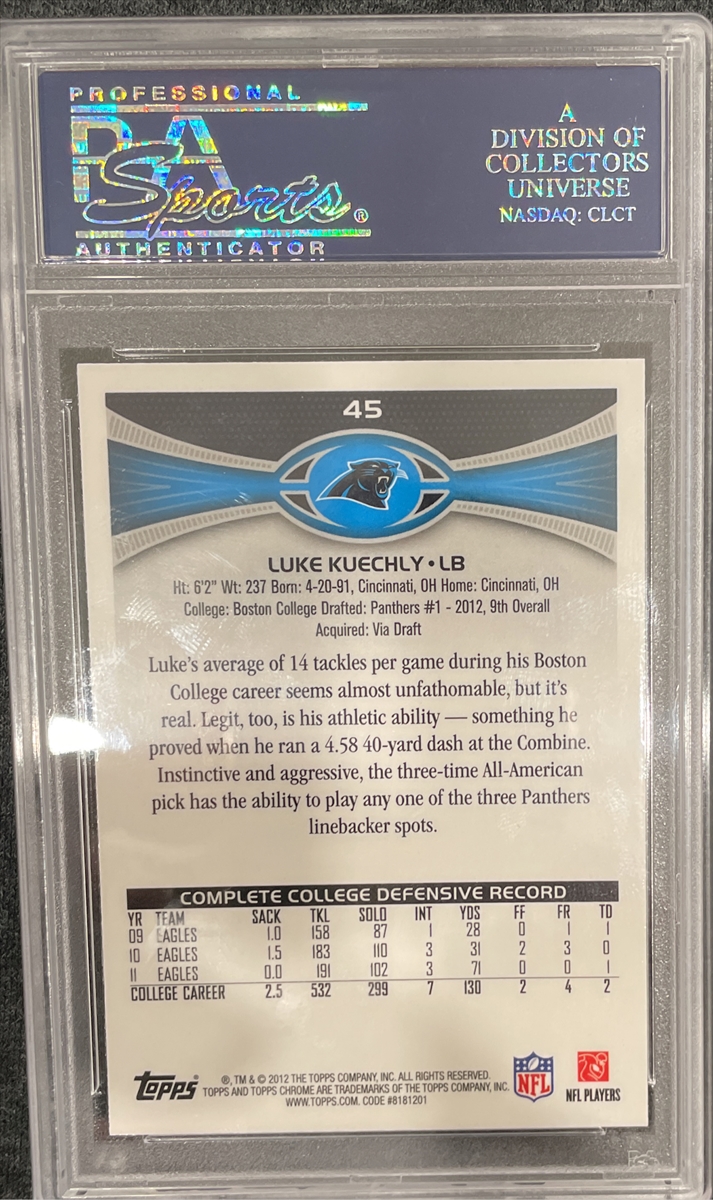 PROFESSIONAL
PSA
Sports®
AUTHENTICATOR
A
DIVISION OF
COLLECTORS
UNIVERSE
NASDAQ: CLCT
45
LUKE KUECHLY • LB
Ht: 6'2" Wt: 237 Born: 4-20-91, Cincinnati, OH Home: Cincinnati, OH
College: Boston College Drafted: Panthers #1 - 2012, 9th Overall
Acquired: Via Draft
Luke's average of 14 tackles per game during his Boston
College career seems almost unfathomable, but it's
real. Legit, too, is his athletic ability — something he
proved when he ran a 4.58 40-yard dash at the Combine.
Instinctive and aggressive, the three-time All-American
pick has the ability to play any one of the three Panthers
linebacker spots.
COMPLETE COLLEGE DEFENSIVE RECORD
YR TEAM SACK TKL SOLO INT YDS FF FR TD
09 EAGLES 1.0 158 87 1 28 0 1 1
10 EAGLES 1.5 183 110 3 31 2 3 0
11 EAGLES 0.0 191 102 3 71 0 0 1
COLLEGE CAREER 2.5 532 299 7 130 2 4 2
Topps
®, TM & © 2012 THE TOPPS COMPANY, INC. ALL RIGHTS RESERVED.
TOPPS AND TOPPS CHROME ARE TRADEMARKS OF THE TOPPS COMPANY, INC.
WWW.TOPPS.COM. CODE #8181201
NFL
NFL PLAYERS